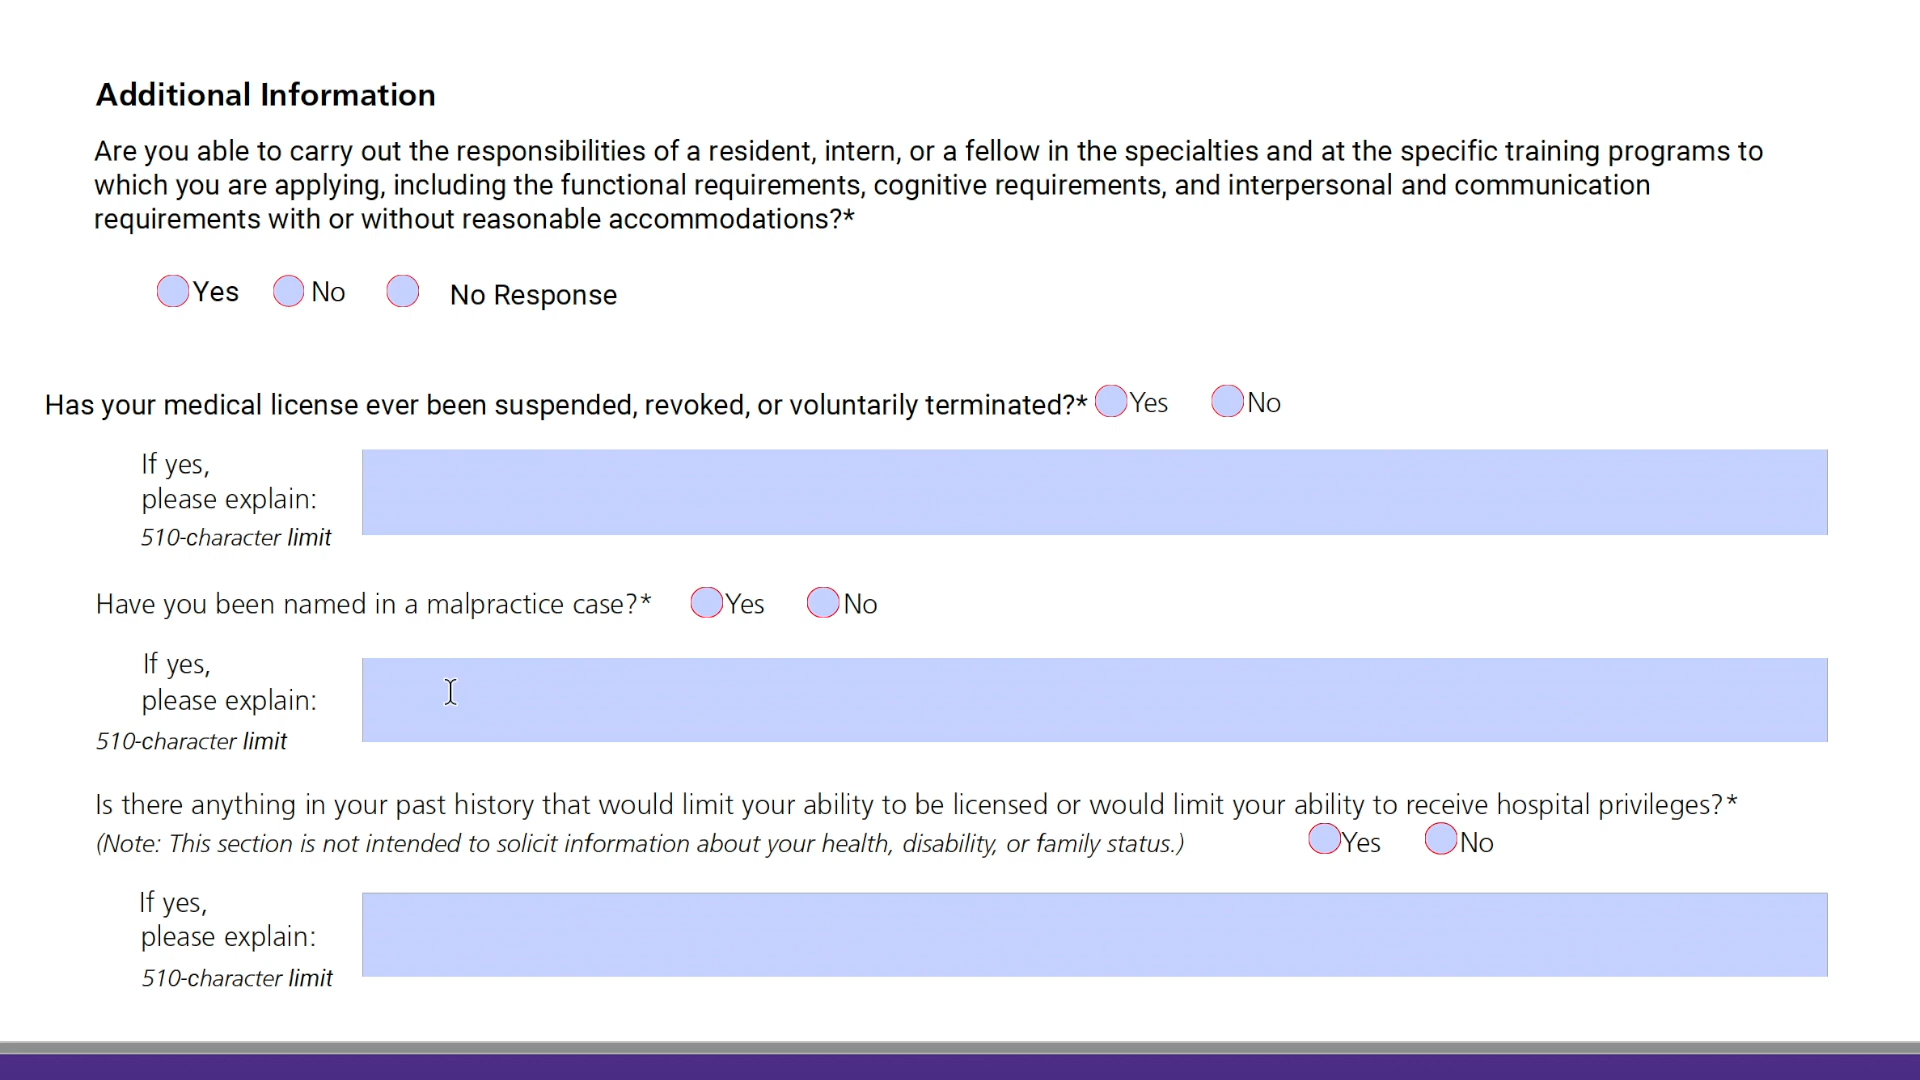 Additional Information
Are you able to carry out the responsibilities of a resident, intern, or a fellow in the specialties and at the specific training programs to
which you are applying, including the functional requirements, cognitive requirements, and interpersonal and communication
requirements with or without reasonable accommodations?*
Yes No No Response
Has your medical license ever been suspended, revoked, or voluntarily terminated?* Yes No
If yes,
please explain:
510-character limit
Have you been named in a malpractice case?* Yes No
If yes,
please explain:
510-character limit
Is there anything in your past history that would limit your ability to be licensed or would limit your ability to receive hospital privileges?*
(Note: This section is not intended to solicit information about your health, disability, or family status.) Yes No
If yes,
please explain:
510-character limit